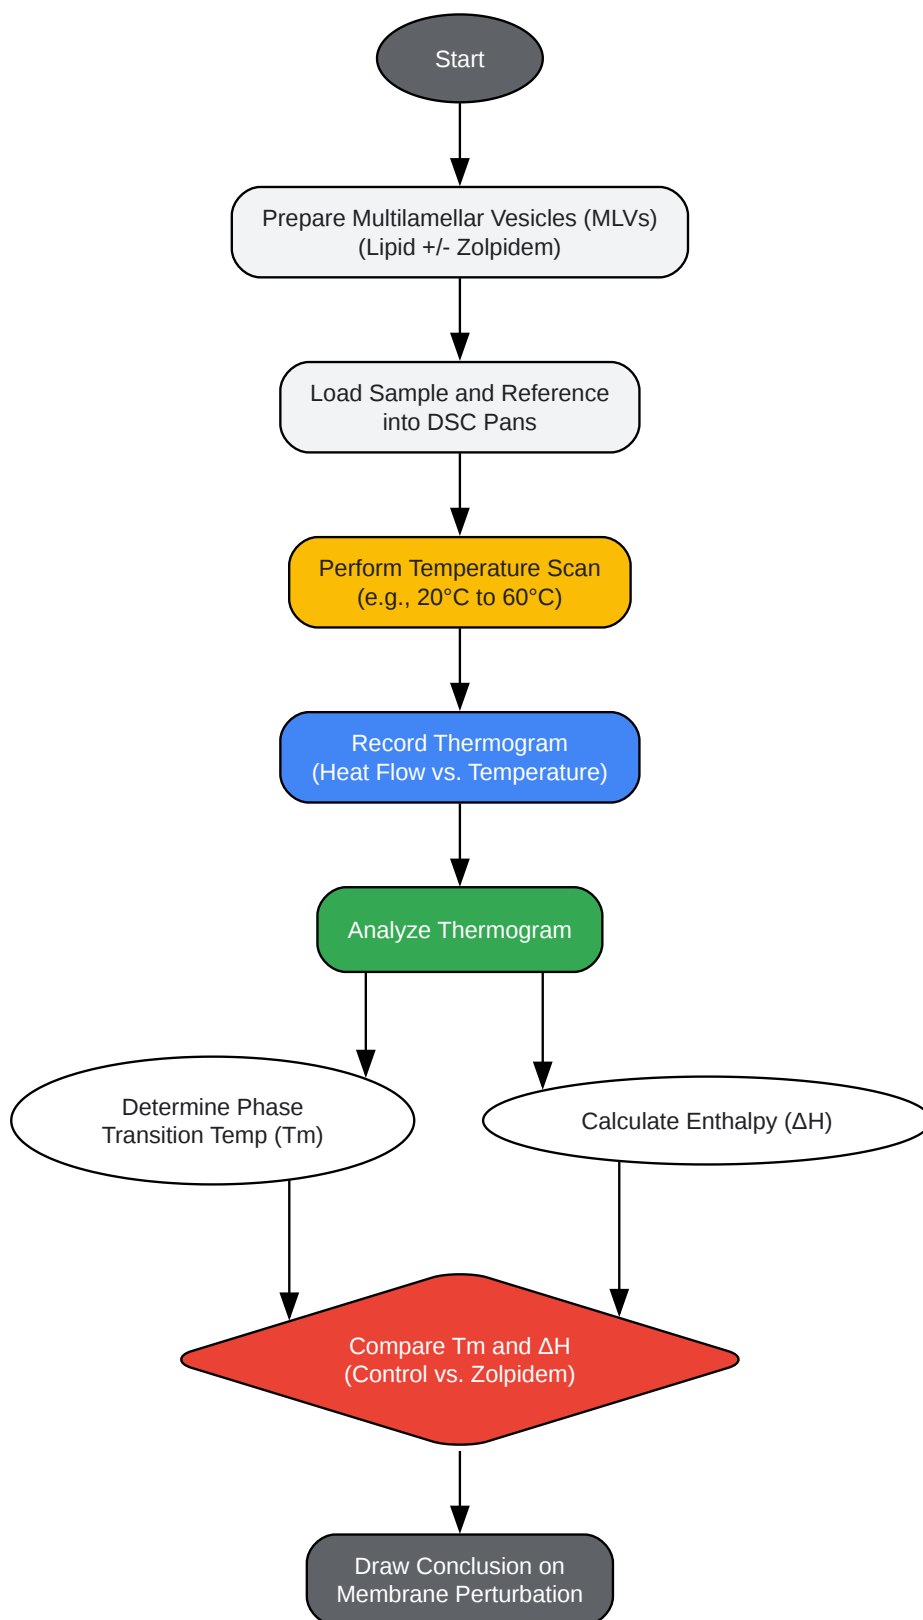 Start
Prepare Multilamellar Vesicles (MLVs)
(Lipid +/- Zolpidem)
Load Sample and Reference
into DSC Pans
Perform Temperature Scan
(e.g., 20°C to 60°C)
Record Thermogram
(Heat Flow vs. Temperature)
Analyze Thermogram
Determine Phase
Transition Temp (Tm)
Calculate Enthalpy (ΔH)
Compare Tm and ΔH
(Control vs. Zolpidem)
Draw Conclusion on
Membrane Perturbation